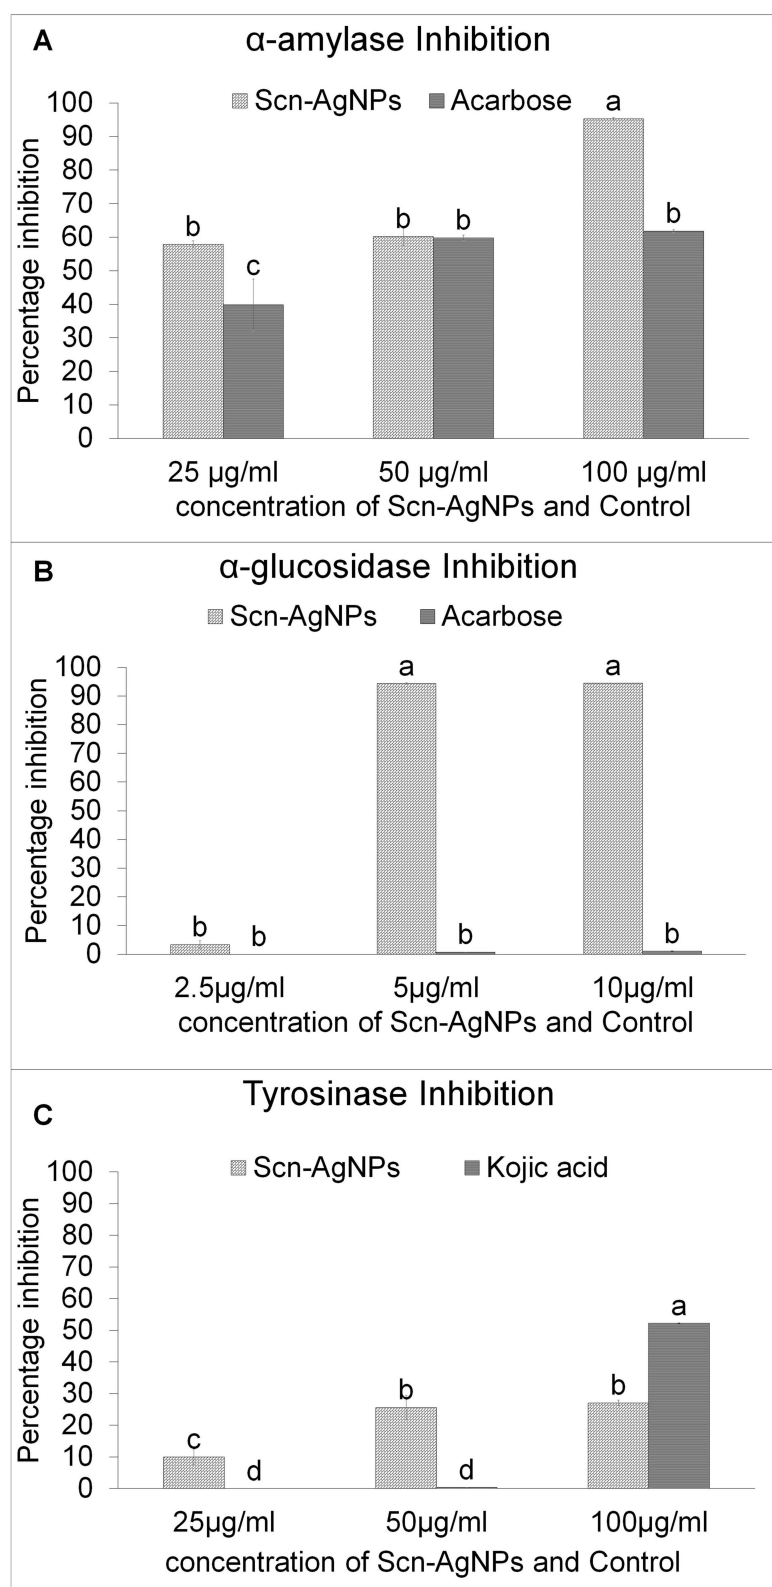 A
α-amylase Inhibition
Scn-AgNPs Acarbose
Percentage inhibition
100
90
80
70
60
50
40
30
20
10
0
b
c
b
b
a
b
25 µg/ml 50 µg/ml 100 µg/ml
concentration of Scn-AgNPs and Control
B
α-glucosidase Inhibition
Scn-AgNPs Acarbose
Percentage inhibition
100
90
80
70
60
50
40
30
20
10
0
b
b
a
b
a
b
2.5µg/ml 5µg/ml 10µg/ml
concentration of Scn-AgNPs and Control
C
Tyrosinase Inhibition
Scn-AgNPs Kojic acid
Percentage inhibition
100
90
80
70
60
50
40
30
20
10
0
c
d
b
d
b
a
25µg/ml 50µg/ml 100µg/ml
concentration of Scn-AgNPs and Control